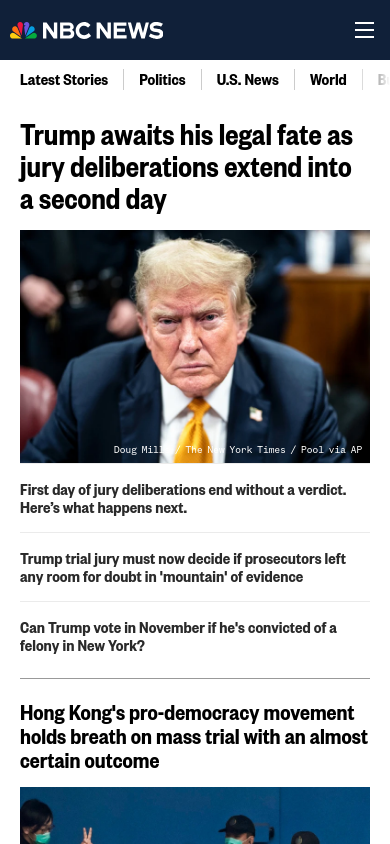 NBC NEWS
Latest Stories
Politics
U.S. News
World
Trump awaits his legal fate as
jury deliberations extend into
a second day
Doug Mills / The New York Times / Pool via AP
First day of jury deliberations end without a verdict.
Here’s what happens next.
Trump trial jury must now decide if prosecutors left
any room for doubt in 'mountain' of evidence
Can Trump vote in November if he's convicted of a
felony in New York?
Hong Kong's pro-democracy movement
holds breath on mass trial with an almost
certain outcome